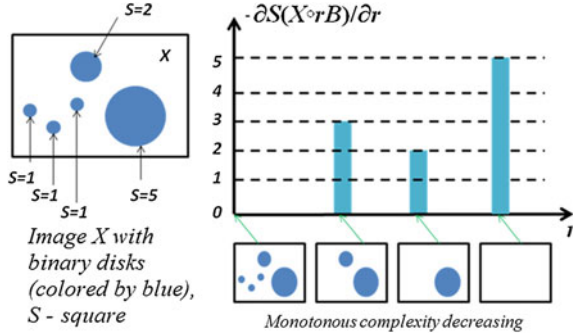 S=2
- ∂S(X∘rB)/∂r
X
S=1
S=1
S=1
S=5
5
4
3
2
1
0
r
Image X with
binary disks
(colored by blue),
S - square
Monotonous complexity decreasing